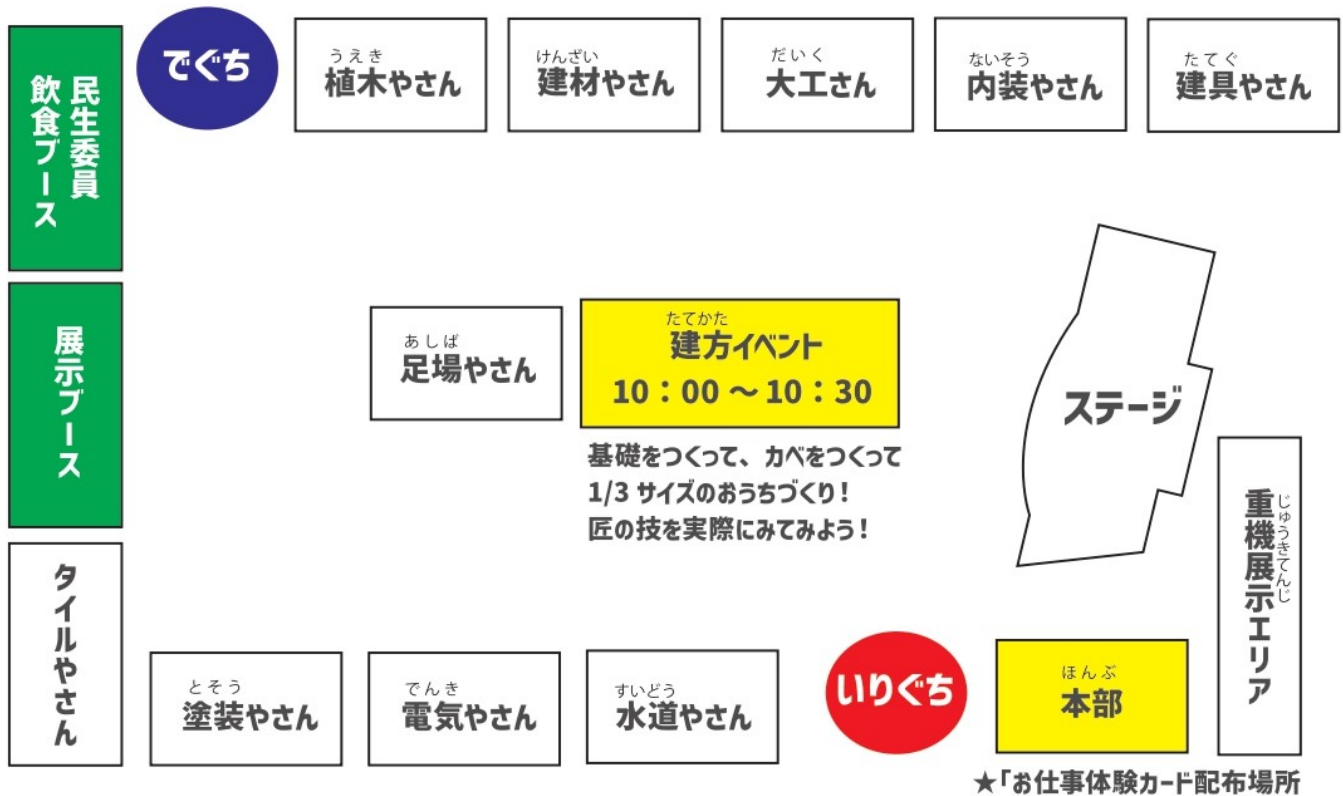 民生委員
飲食ブース
でぐち
うえき
植木やさん
けんざい
建材やさん
だいく
大工さん
ないそう
内装やさん
たてぐ
建具やさん
展示ブース
あしば
足場やさん
たてかた
建方イベント
10：00 ～ 10：30
基礎をつくって、カベをつくって
1/3 サイズのおうちづくり！
匠の技を実際にみてみよう！
ステージ
じゅうきてんじ
重機展示エリア
タイルやさん
とそう
塗装やさん
でんき
電気やさん
すいどう
水道やさん
いりぐち
ほんぶ
本部
★「お仕事体験カード配布場所